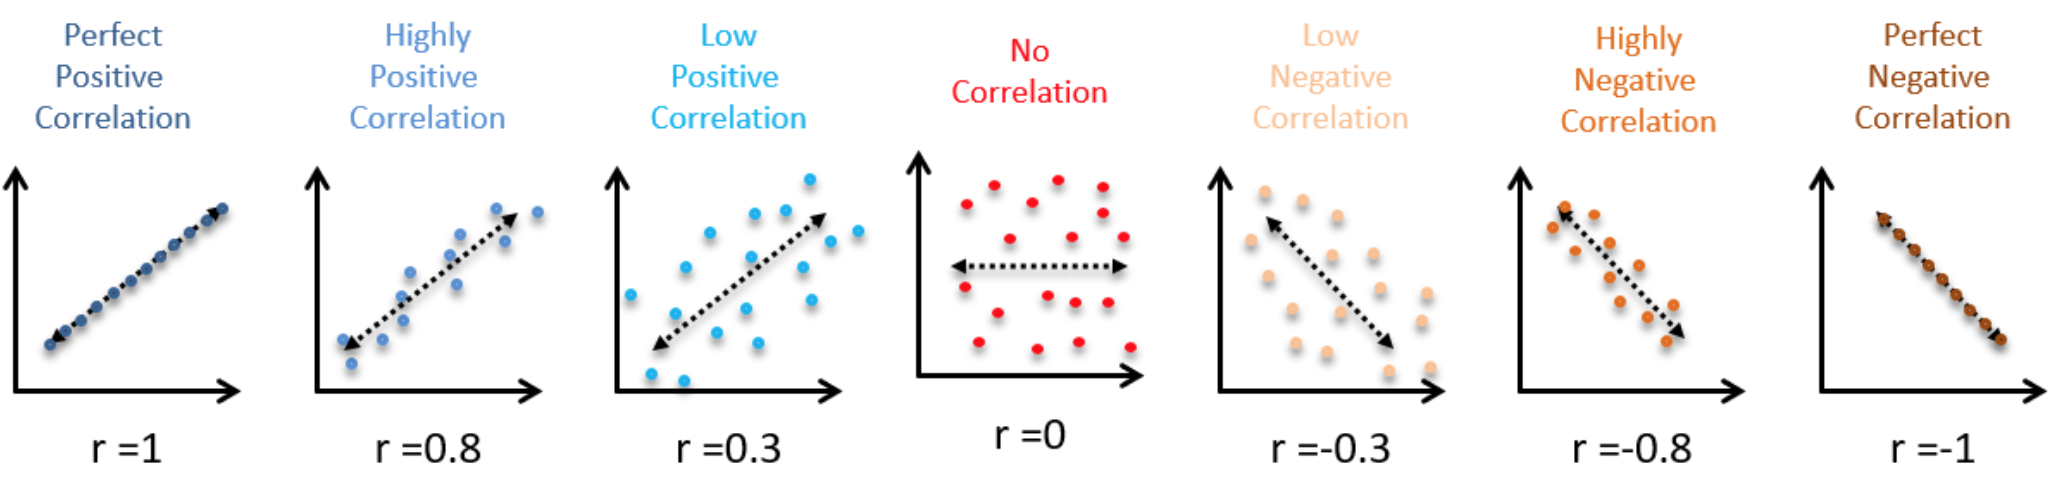 Perfect
Positive
Correlation
Highly
Positive
Correlation
Low
Positive
Correlation
No
Correlation
Low
Negative
Correlation
Highly
Negative
Correlation
Perfect
Negative
Correlation
r =1
r =0.8
r =0.3
r =0
r =-0.3
r =-0.8
r =-1